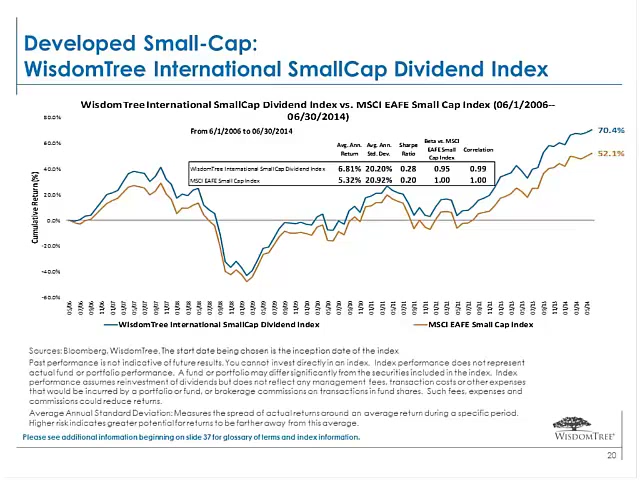 Developed Small-Cap:
WisdomTree International SmallCap Dividend Index
WisdomTree International SmallCap Dividend Index vs. MSCI EAFE Small Cap Index (06/1/2006--
06/30/2014)
80.0%
60.0%
40.0%
20.0%
0.0%
-20.0%
-40.0%
-60.0%
Cumulative Return (%)
70.4%
52.1%
From 6/1/2006 to 06/30/2014
Avg. Ann. Return Avg. Ann. Std. Dev. Sharpe Ratio Beta vs. MSCI EAFE Small Cap Index Correlation
WisdomTree International SmallCap Dividend Index 6.81% 20.20% 0.28 0.95 0.99
MSCI EAFE Small Cap Index 5.32% 20.92% 0.20 1.00 1.00
WisdomTree International SmallCap Dividend Index
MSCI EAFE Small Cap Index
Sources: Bloomberg, WisdomTree. The start date being chosen is the inception date of the index
Past performance is not indicative of future results. You cannot invest directly in an index. Index performance does not represent
actual fund or portfolio performance. A fund or portfolio may differ significantly from the securities included in the index. Index
performance assumes reinvestment of dividends but does not reflect any management fees, transaction costs or other expenses
that would be incurred by a portfolio or fund, or brokerage commissions on transactions in fund shares. Such fees, expenses and
commissions could reduce returns.
Average Annual Standard Deviation: Measures the spread of actual returns around an average return during a specific period.
Higher risk indicates greater potential for returns to be farther away from this average.
Please see additional information beginning on slide 37 for glossary of terms and index information.
WISDOMTREE®
20